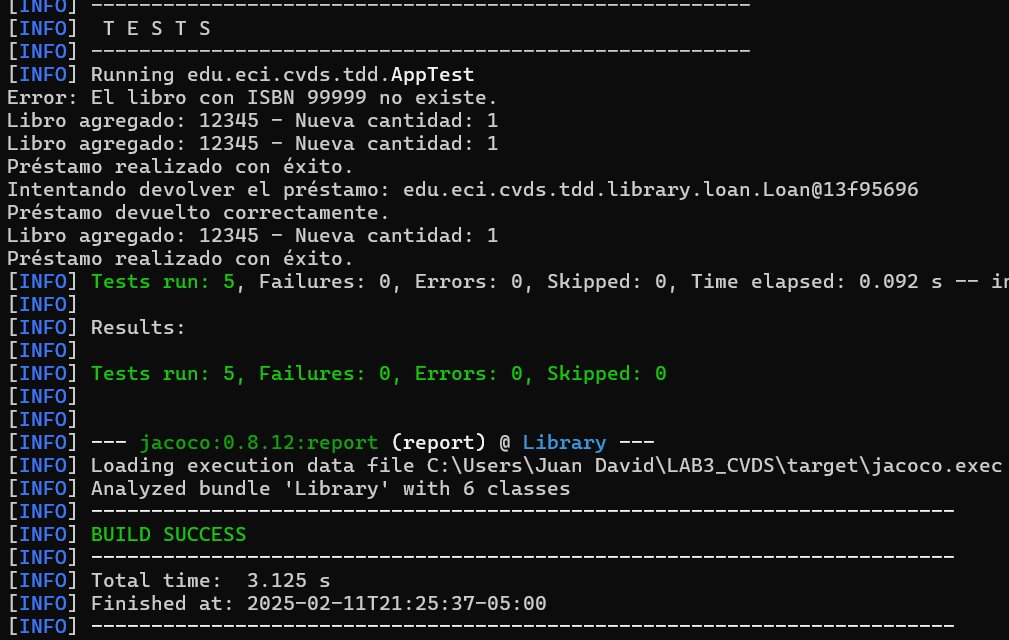 [INFO] -------------------------------------------------------
[INFO]  T E S T S
[INFO] -------------------------------------------------------
[INFO] Running edu.eci.cvds.tdd.AppTest
Error: El libro con ISBN 99999 no existe.
Libro agregado: 12345 - Nueva cantidad: 1
Libro agregado: 12345 - Nueva cantidad: 1
Préstamo realizado con éxito.
Intentando devolver el préstamo: edu.eci.cvds.tdd.library.loan.Loan@13f95696
Préstamo devuelto correctamente.
Libro agregado: 12345 - Nueva cantidad: 1
Préstamo realizado con éxito.
[INFO] Tests run: 5, Failures: 0, Errors: 0, Skipped: 0, Time elapsed: 0.092 s -- in
[INFO]
[INFO] Results:
[INFO]
[INFO] Tests run: 5, Failures: 0, Errors: 0, Skipped: 0
[INFO]
[INFO]
[INFO] --- jacoco:0.8.12:report (report) @ Library ---
[INFO] Loading execution data file C:\Users\Juan David\LAB3_CVDS\target\jacoco.exec
[INFO] Analyzed bundle 'Library' with 6 classes
[INFO] ------------------------------------------------------------------------
[INFO] BUILD SUCCESS
[INFO] ------------------------------------------------------------------------
[INFO] Total time:  3.125 s
[INFO] Finished at: 2025-02-11T21:25:37-05:00
[INFO] ------------------------------------------------------------------------